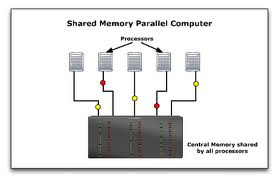 Shared Memory Parallel Computer
Processors
Central Memory shared
by all processors